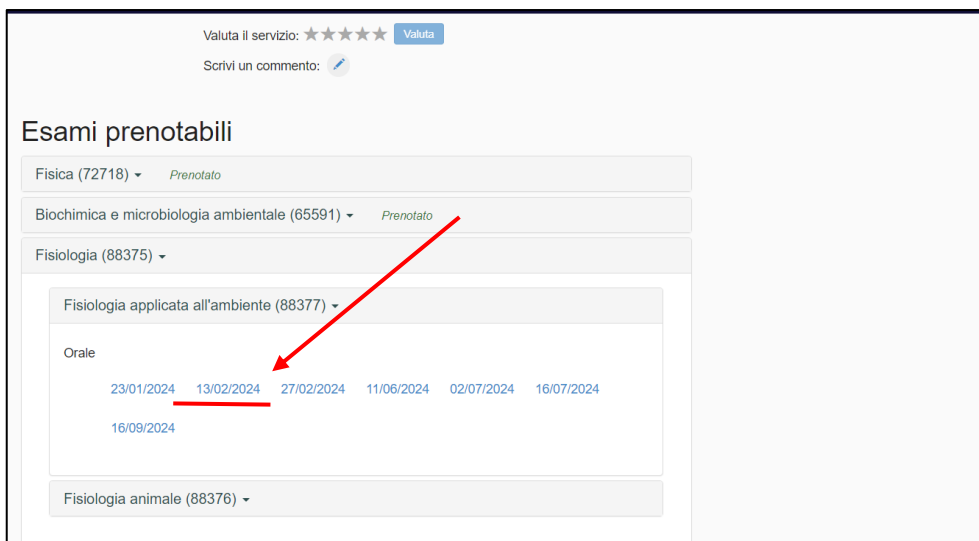 Valuta il servizio: Valuta
Scrivi un commento:
Esami prenotabili
Fisica (72718) Prenotato
Biochimica e microbiologia ambientale (65591) Prenotato
Fisiologia (88375)
Fisiologia applicata all'ambiente (88377)
Orale
23/01/2024 13/02/2024 27/02/2024 11/06/2024 02/07/2024 16/07/2024
16/09/2024
Fisiologia animale (88376)